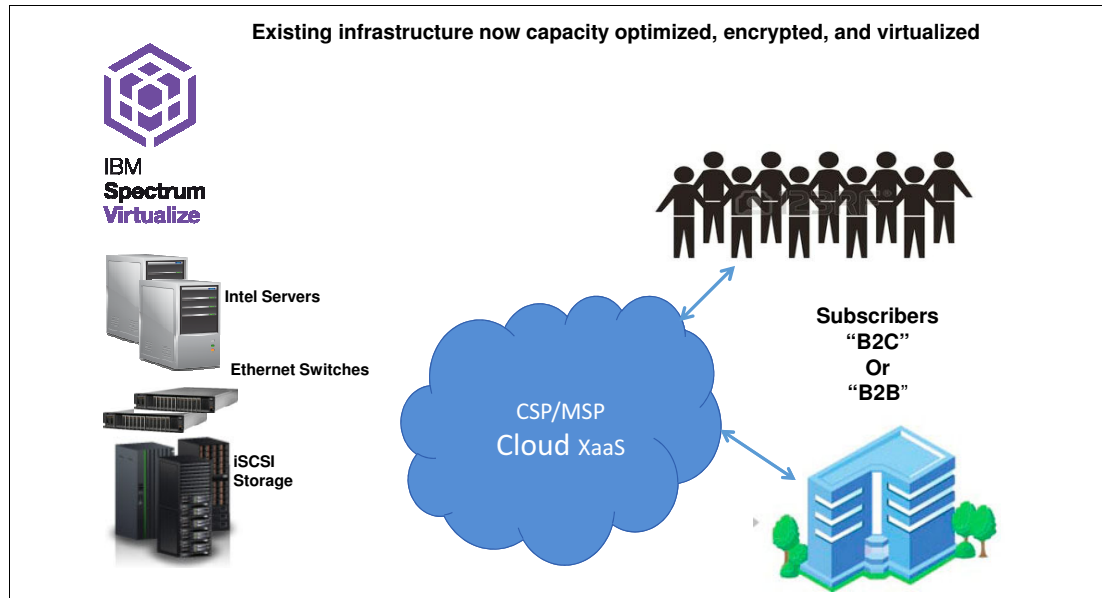 Existing infrastructure now capacity optimized, encrypted, and virtualized
IBM
Spectrum
Virtualize
Intel Servers
Ethernet Switches
iSCSI
Storage
CSP/MSP
Cloud XaaS
123RF®
Subscribers
“B2C”
Or
“B2B”